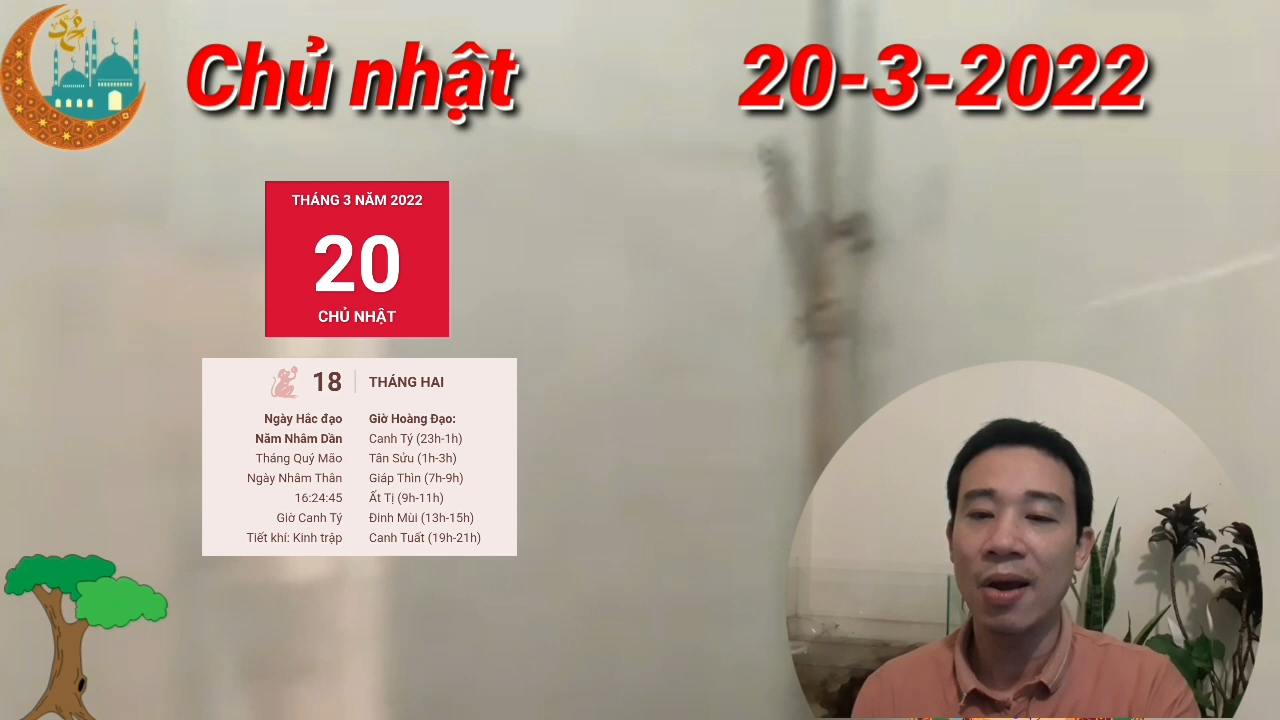 Chủ nhật
20-3-2022
THÁNG 3 NĂM 2022
20
CHỦ NHẬT
18
THÁNG HAI
Ngày Hắc đạo
Năm Nhâm Dần
Tháng Quý Mão
Ngày Nhâm Thân
16:24:45
Giờ Canh Tý
Tiết khí: Kinh trập
Giờ Hoàng Đạo:
Canh Tý (23h-1h)
Tân Sửu (1h-3h)
Giáp Thìn (7h-9h)
Ất Tị (9h-11h)
Đinh Mùi (13h-15h)
Canh Tuất (19h-21h)